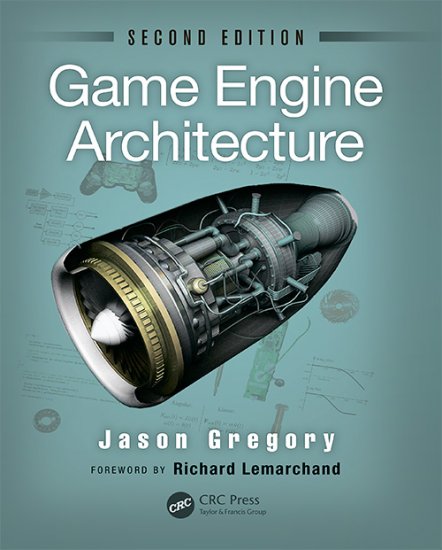 SECOND EDITION
Game Engine
Architecture
Jason Gregory
FOREWORD BY Richard Lemarchand
CRC CRC Press
Taylor & Francis Group